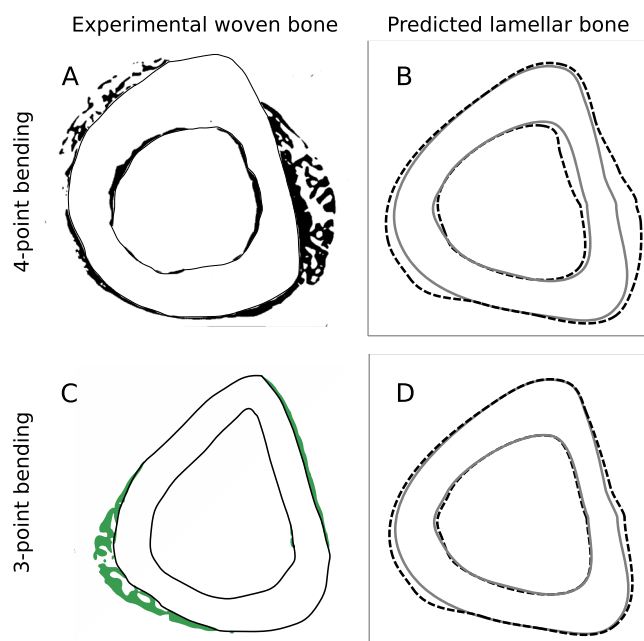 Experimental woven bone
Predicted lamellar bone
4-point bending
A
B
3-point bending
C
D